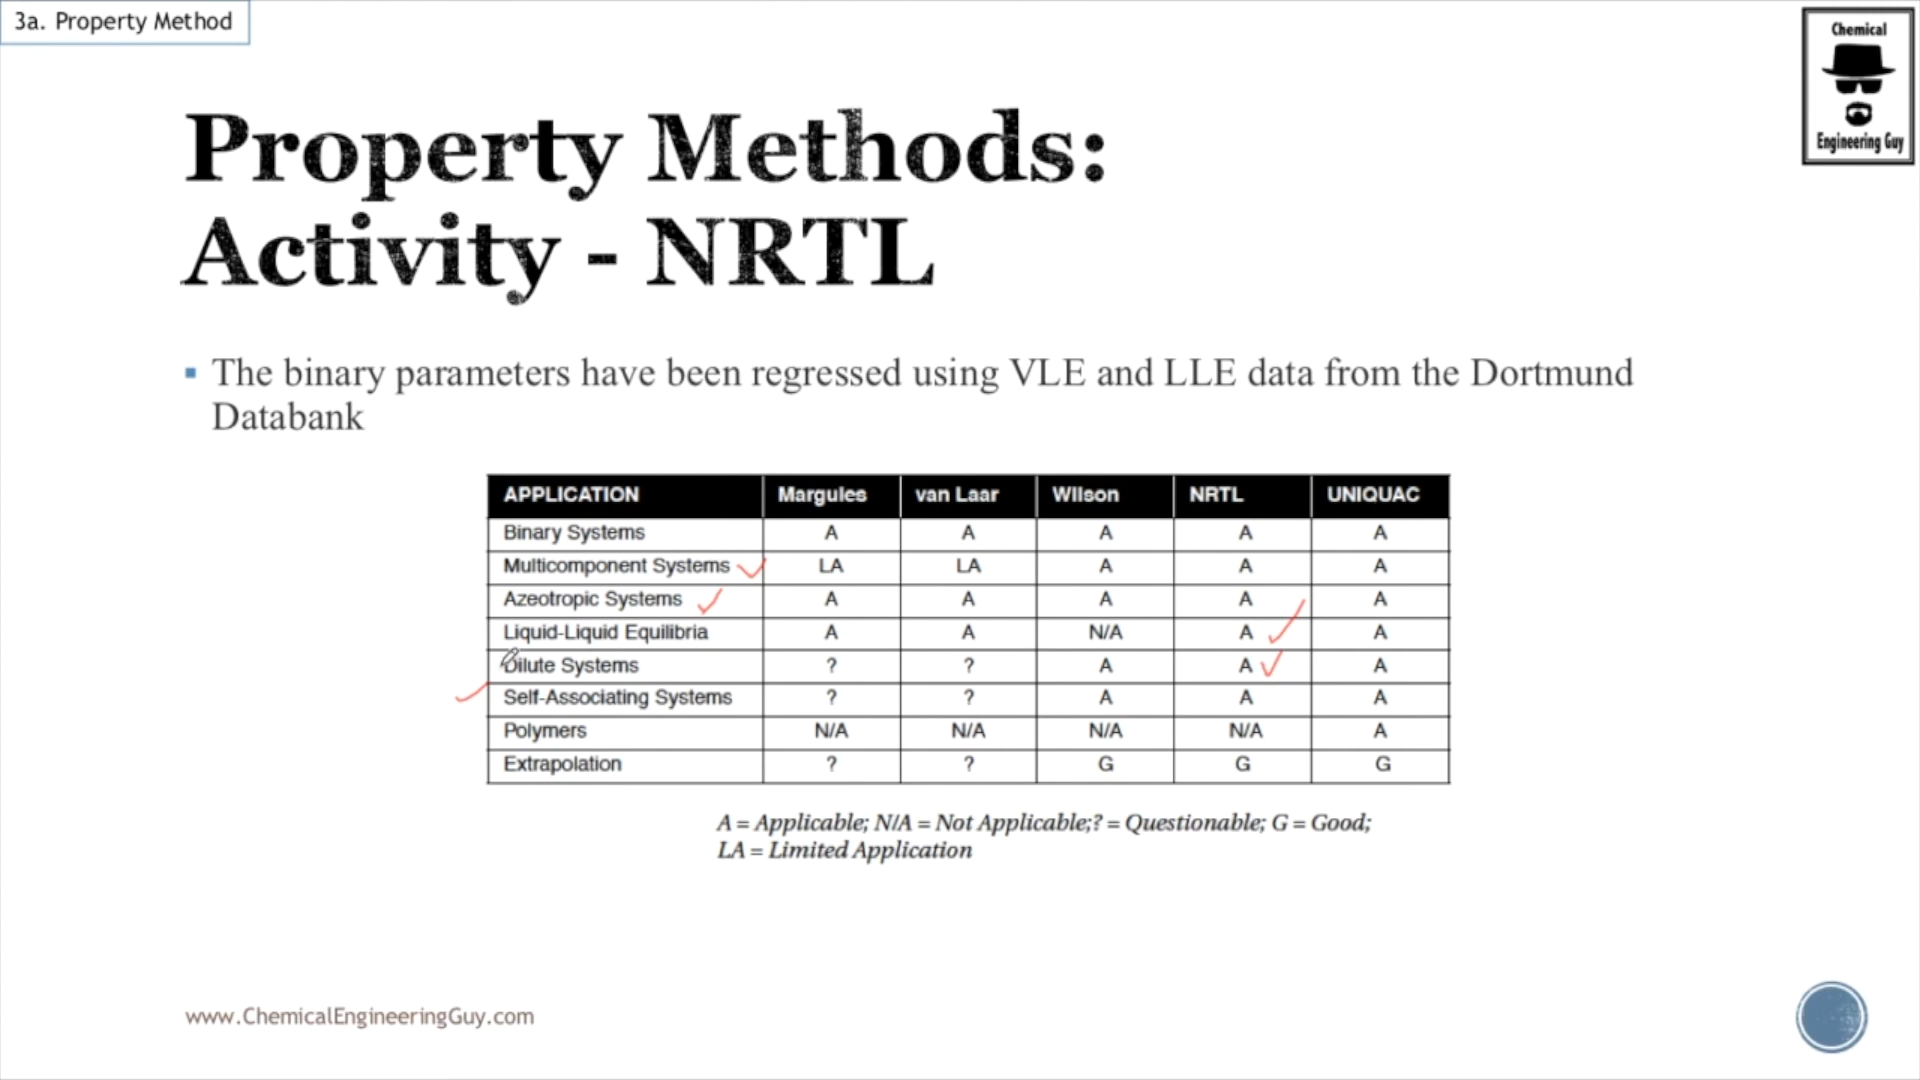 3a. Property Method
Chemical
Engineering Guy
Property Methods:
Activity - NRTL
The binary parameters have been regressed using VLE and LLE data from the Dortmund
Databank
APPLICATION Margules van Laar Wilson NRTL UNIQUAC
Binary Systems A A A A A
Multicomponent Systems LA LA A A A
Azeotropic Systems A A A A A
Liquid-Liquid Equilibria A A N/A A A
Dilute Systems ? ? A A A
Self-Associating Systems ? ? A A A
Polymers N/A N/A N/A N/A A
Extrapolation ? ? G G G
A = Applicable; N/A = Not Applicable;? = Questionable; G = Good;
LA = Limited Application
www.ChemicalEngineeringGuy.com